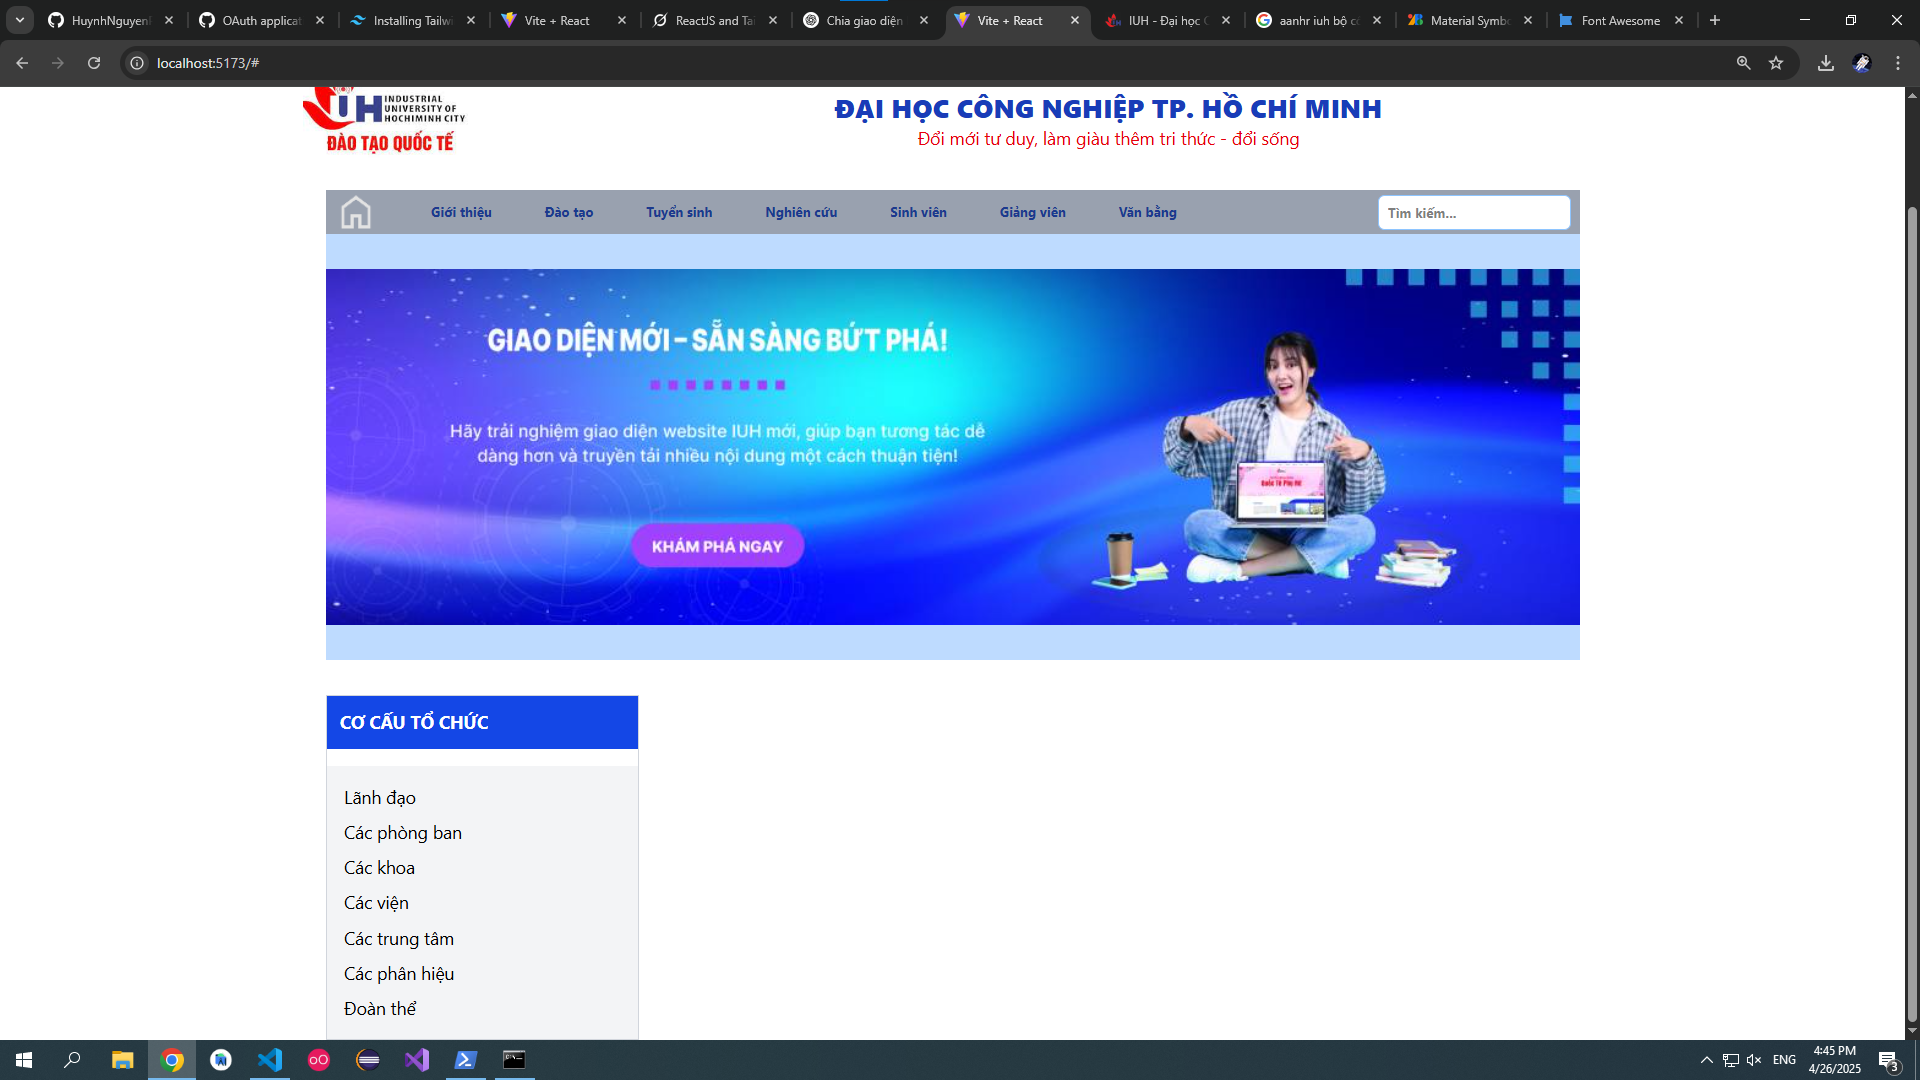 HuynhNguyen
OAuth applicat
Installing Tailwi
Vite + React
ReactJS and Tai
Chia giao diện
Vite + React
IUH - Đại học C
aanhr iuh bộ cô
Material Symbo
Font Awesome
localhost:5173/#
IUH INDUSTRIAL
UNIVERSITY OF
HOCHIMINH CITY
ĐÀO TẠO QUỐC TẾ
ĐẠI HỌC CÔNG NGHIỆP TP. HỒ CHÍ MINH
Đổi mới tư duy, làm giàu thêm tri thức - đổi sống
Giới thiệu
Đào tạo
Tuyển sinh
Nghiên cứu
Sinh viên
Giảng viên
Văn bằng
Tìm kiếm...
GIAO DIỆN MỚI – SẴN SÀNG BỨT PHÁ!
Hãy trải nghiệm giao diện website IUH mới, giúp bạn tương tác dễ
dàng hơn và truyền tải nhiều nội dung một cách thuận tiện!
KHÁM PHÁ NGAY
CƠ CẤU TỔ CHỨC
Lãnh đạo
Các phòng ban
Các khoa
Các viện
Các trung tâm
Các phân hiệu
Đoàn thể
ENG
4:45 PM
4/26/2025
3